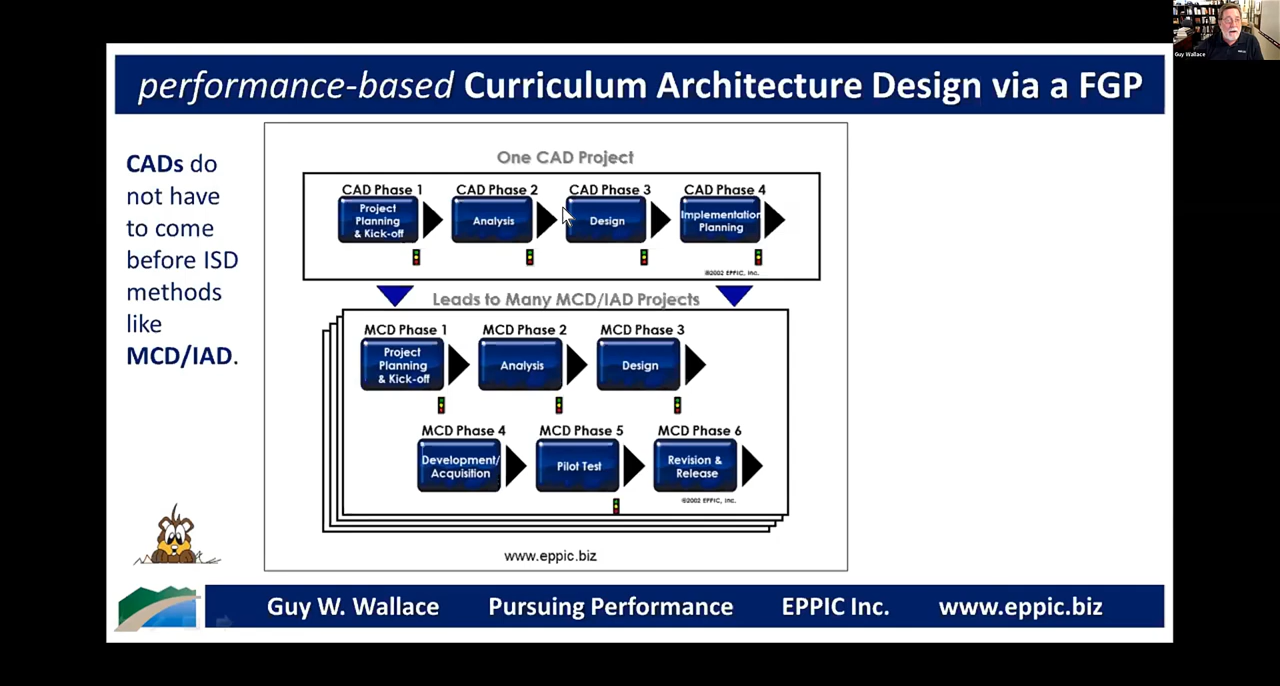 Guy Wallace
performance-based Curriculum Architecture Design via a FGP
CADs do
not have
to come
before ISD
methods
like
MCD/IAD.
One CAD Project
CAD Phase 1 CAD Phase 2 CAD Phase 3 CAD Phase 4
Project
Planning
& Kick-off
Analysis
Design
Implementation
Planning
©2002 EPPIC, Inc.
Leads to Many MCD/IAD Projects
MCD Phase 1 MCD Phase 2 MCD Phase 3
Project
Planning
& Kick-off
Analysis
Design
MCD Phase 4 MCD Phase 5 MCD Phase 6
Development/
Acquisition
Pilot Test
Revision &
Release
©2002 EPPIC, Inc.
www.eppic.biz
Guy W. Wallace Pursuing Performance EPPIC Inc. www.eppic.biz